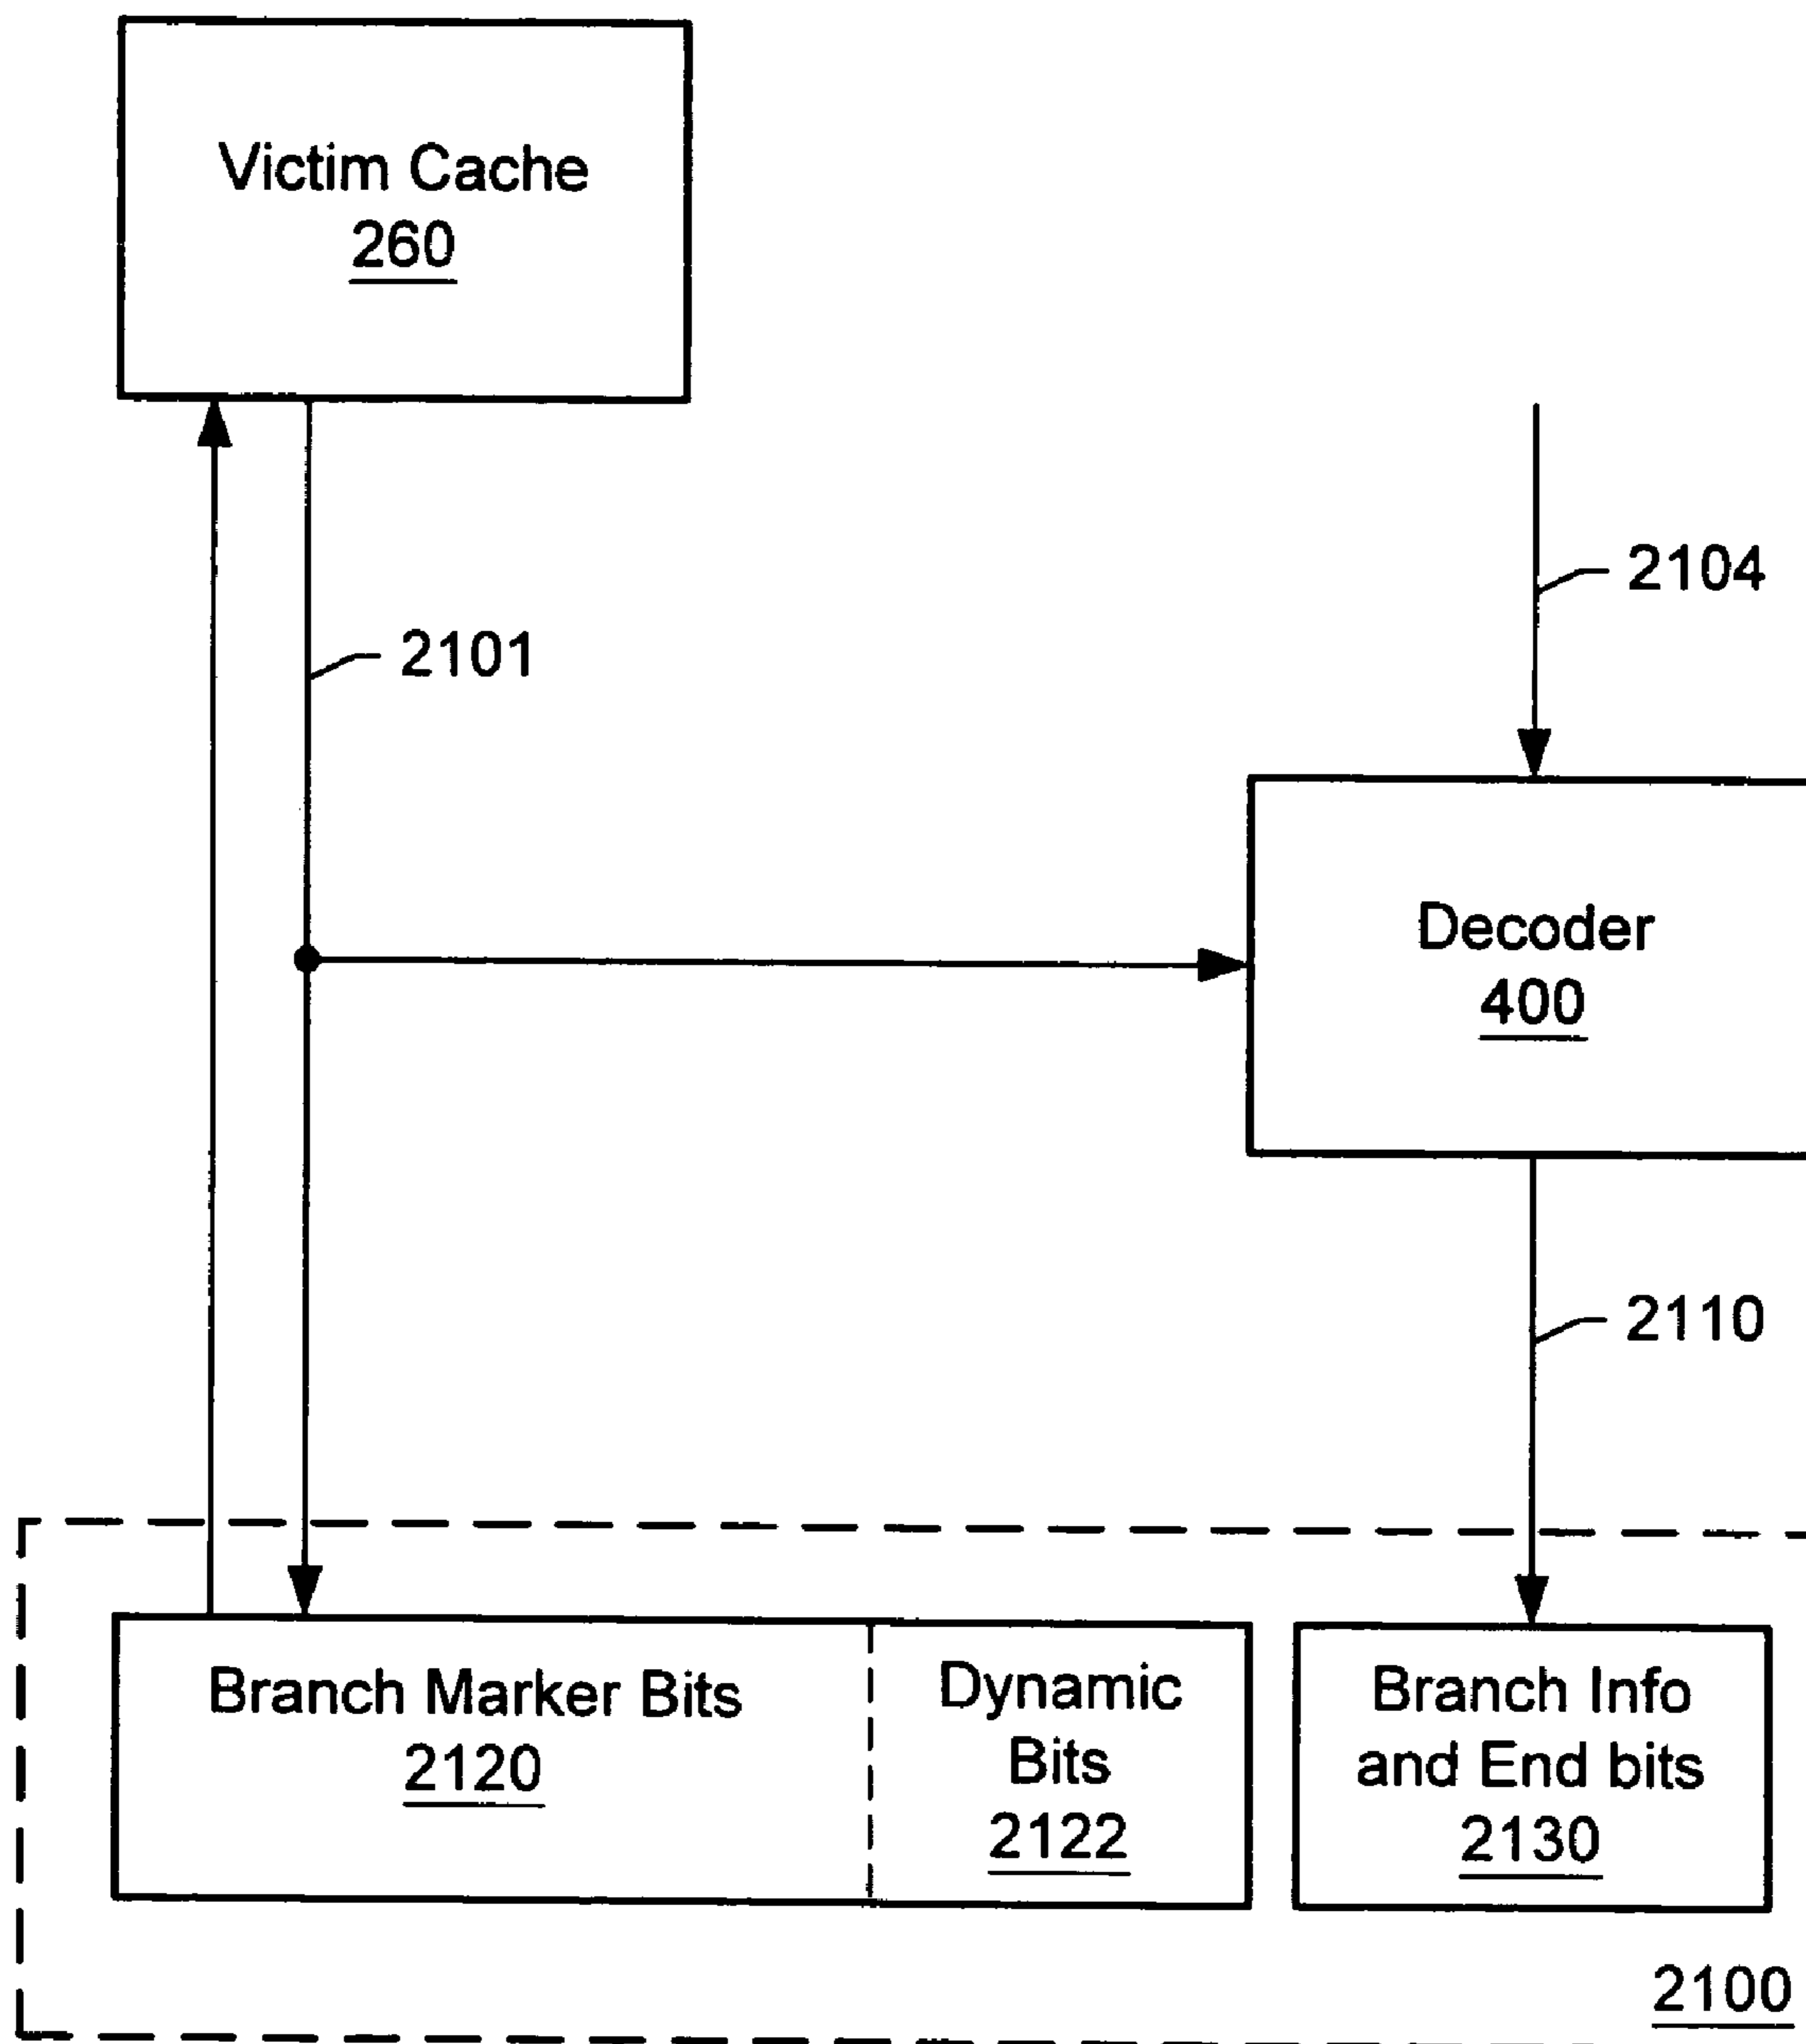 Victim Cache
260
2104
2101
Decoder
400
2110
Branch Marker Bits
2120
Dynamic
Bits
2122
Branch Info
and End bits
2130
2100